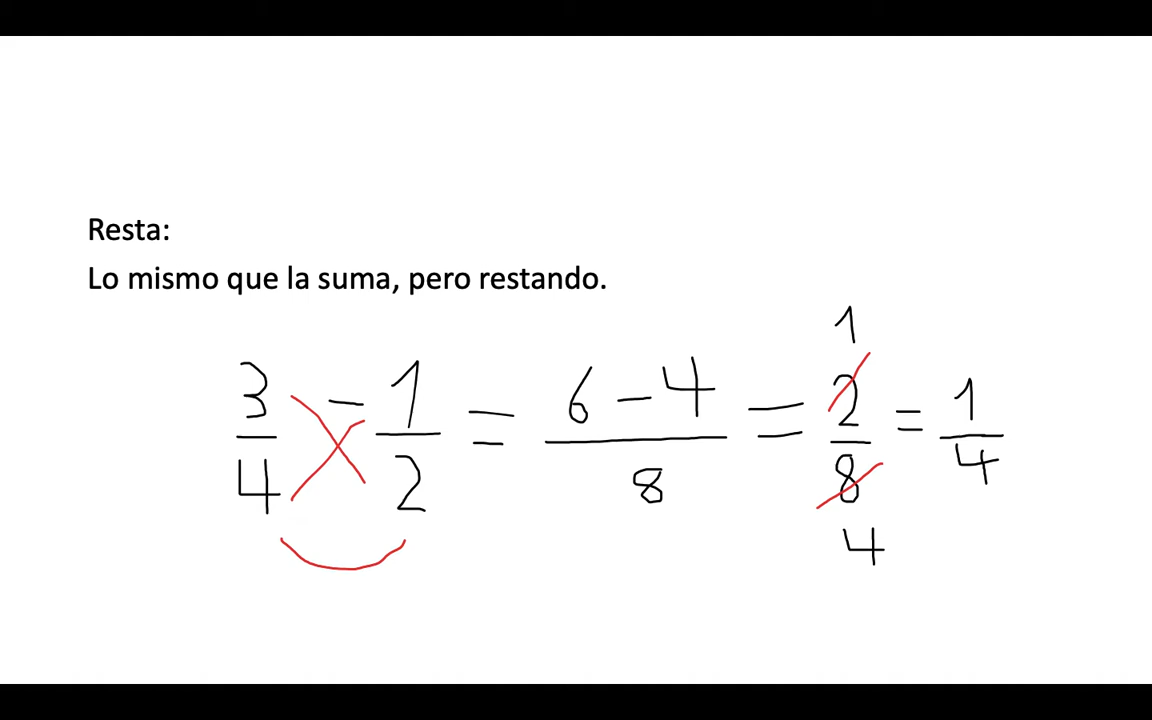 Resta:
Lo mismo que la suma, pero restando.
3/4 - 1/2 = (6 - 4)/8 = 2/8 = 1/4
1
4